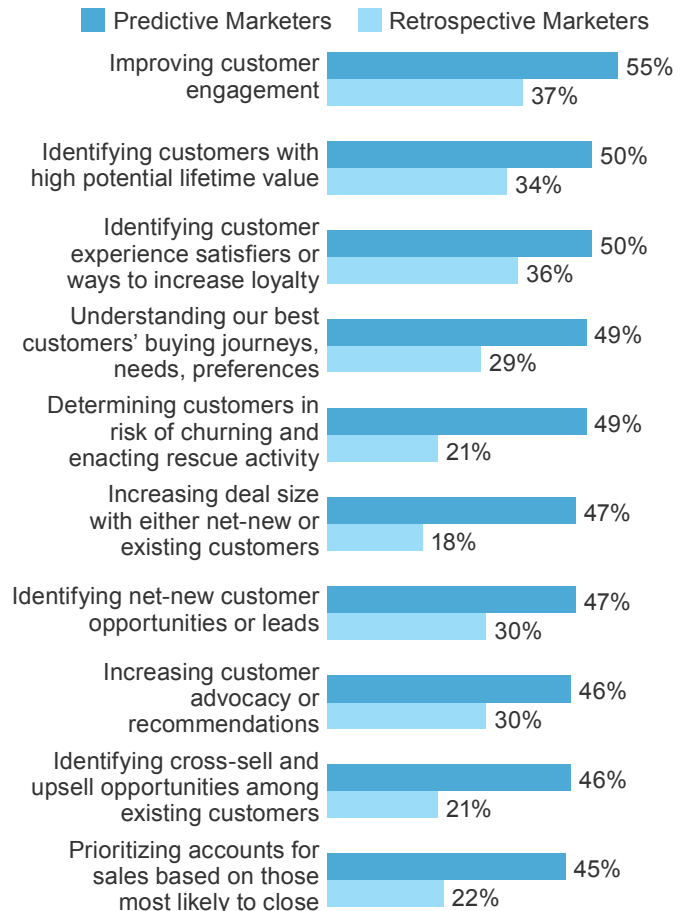 Predictive Marketers Retrospective Marketers
Improving customer
engagement
55%
37%
Identifying customers with
high potential lifetime value
50%
34%
Identifying customer
experience satisfiers or
ways to increase loyalty
50%
36%
Understanding our best
customers’ buying journeys,
needs, preferences
49%
29%
Determining customers in
risk of churning and
enacting rescue activity
49%
21%
Increasing deal size
with either net-new or
existing customers
47%
18%
Identifying net-new customer
opportunities or leads
47%
30%
Increasing customer
advocacy or
recommendations
46%
30%
Identifying cross-sell and
upsell opportunities among
existing customers
46%
21%
Prioritizing accounts for
sales based on those
most likely to close
45%
22%